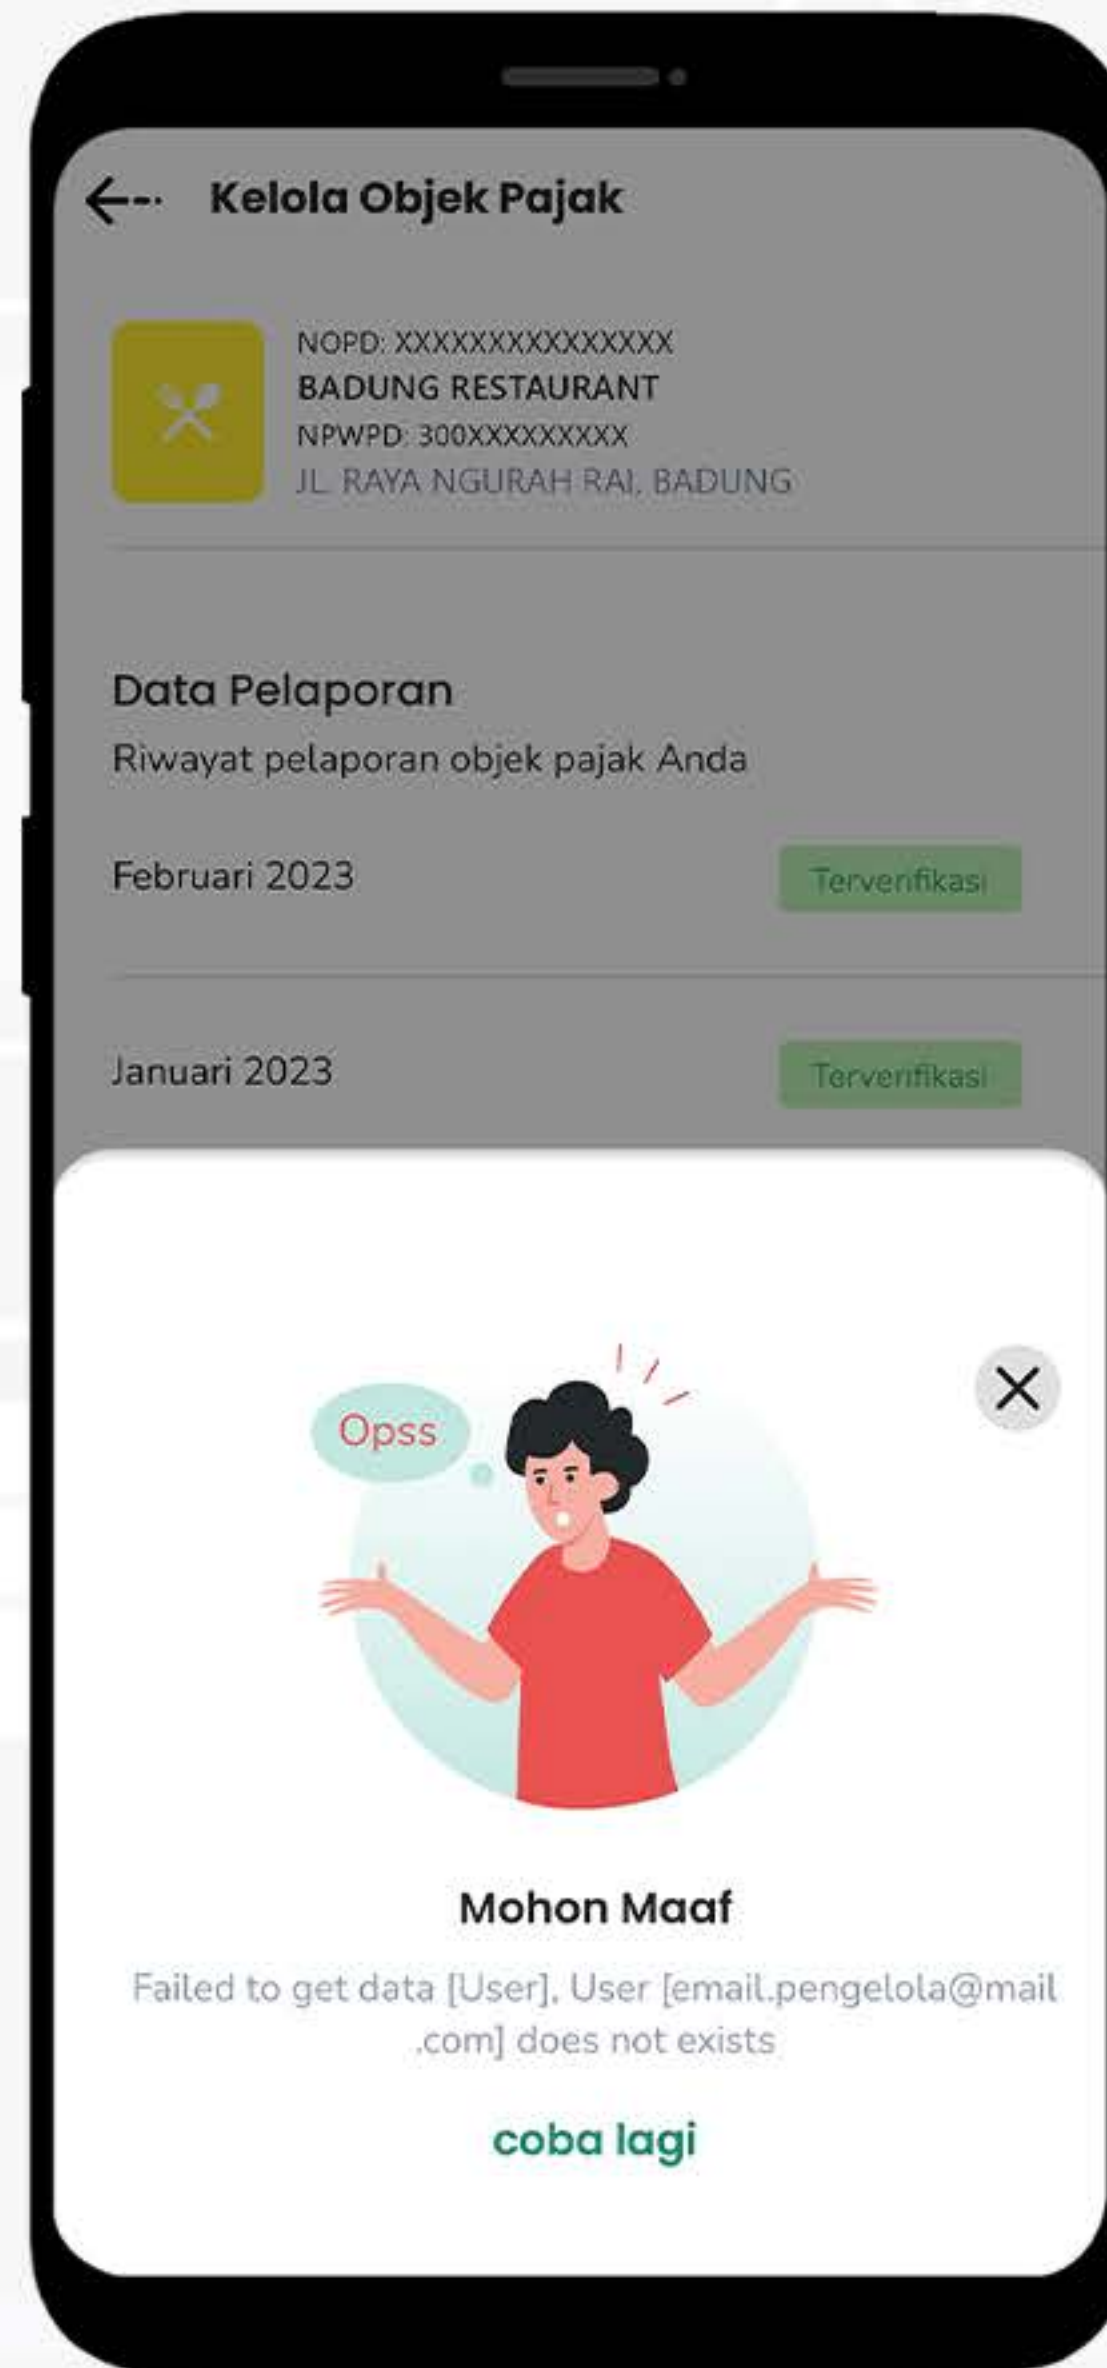 Kelola Objek Pajak
NOPD: XXXXXXXXXXXXXXX
BADUNG RESTAURANT
NPWPD: 300XXXXXXXXX
JL. RAYA NGURAH RAI, BADUNG
Data Pelaporan
Riwayat pelaporan objek pajak Anda
Februari 2023
Terverifikasi
Januari 2023
Terverifikasi
Opss
Mohon Maaf
Failed to get data [User], User [email.pengelola@mail
.com] does not exists
coba lagi